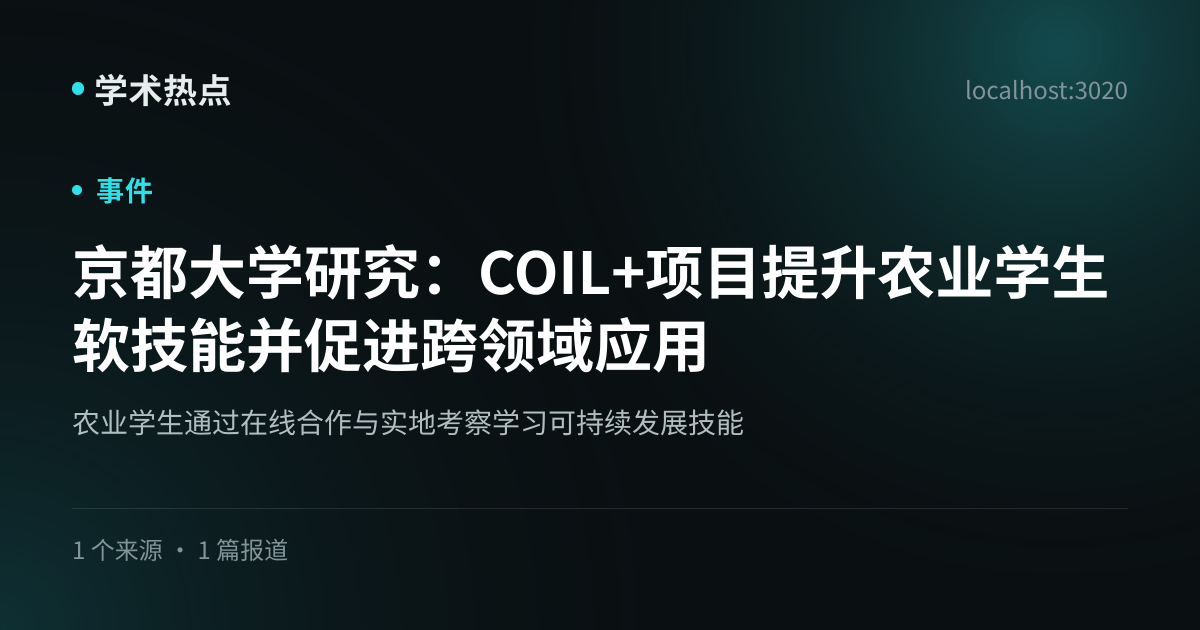 学术热点
localhost:3020
事件
京都大学研究：COIL+项目提升农业学生
软技能并促进跨领域应用
农业学生通过在线合作与实地考察学习可持续发展技能
1 个来源 · 1 篇报道